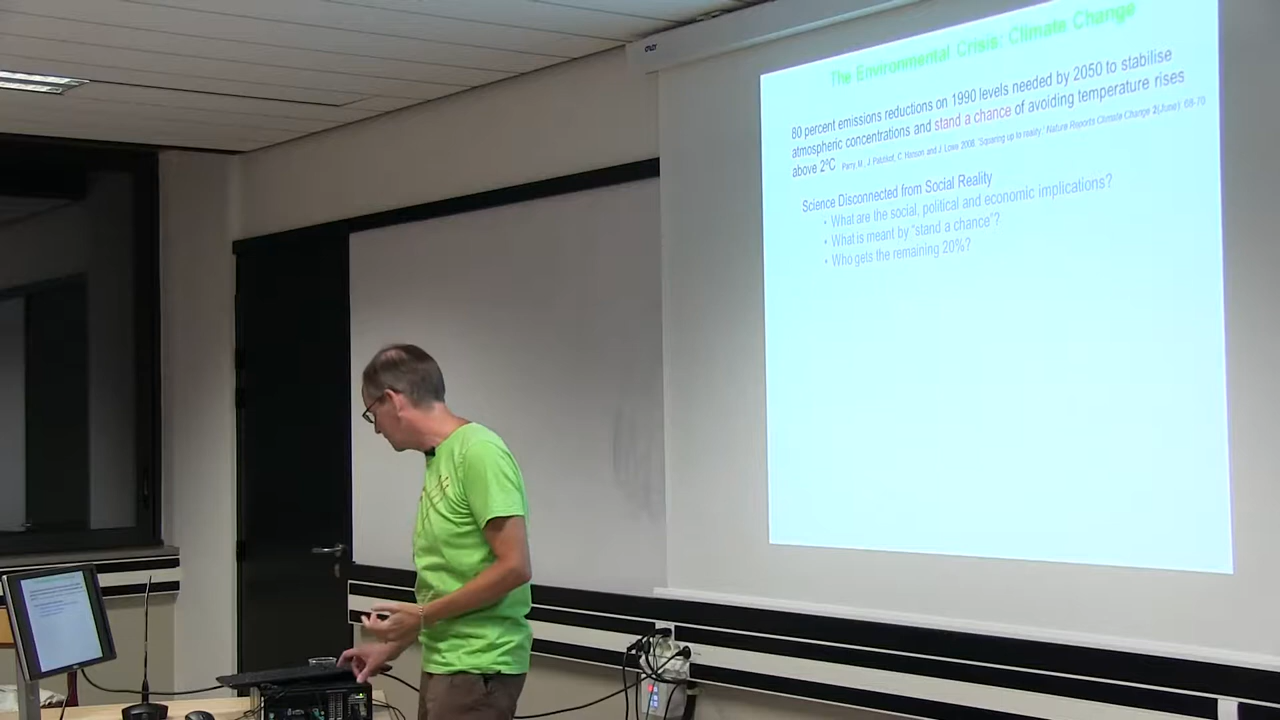 The Environmental Crisis: Climate Change
80 percent emissions reductions on 1990 levels needed by 2050 to stabilise
atmospheric concentrations and stand a chance of avoiding temperature rises
above 2ºC Parry, M., J. Palutikof, C. Hanson and J. Lowe 2008. 'Squaring up to reality.' Nature Reports Climate Change 2(June): 68-70
Science Disconnected from Social Reality
• What are the social, political and economic implications?
• What is meant by "stand a chance"?
• Who gets the remaining 20%?